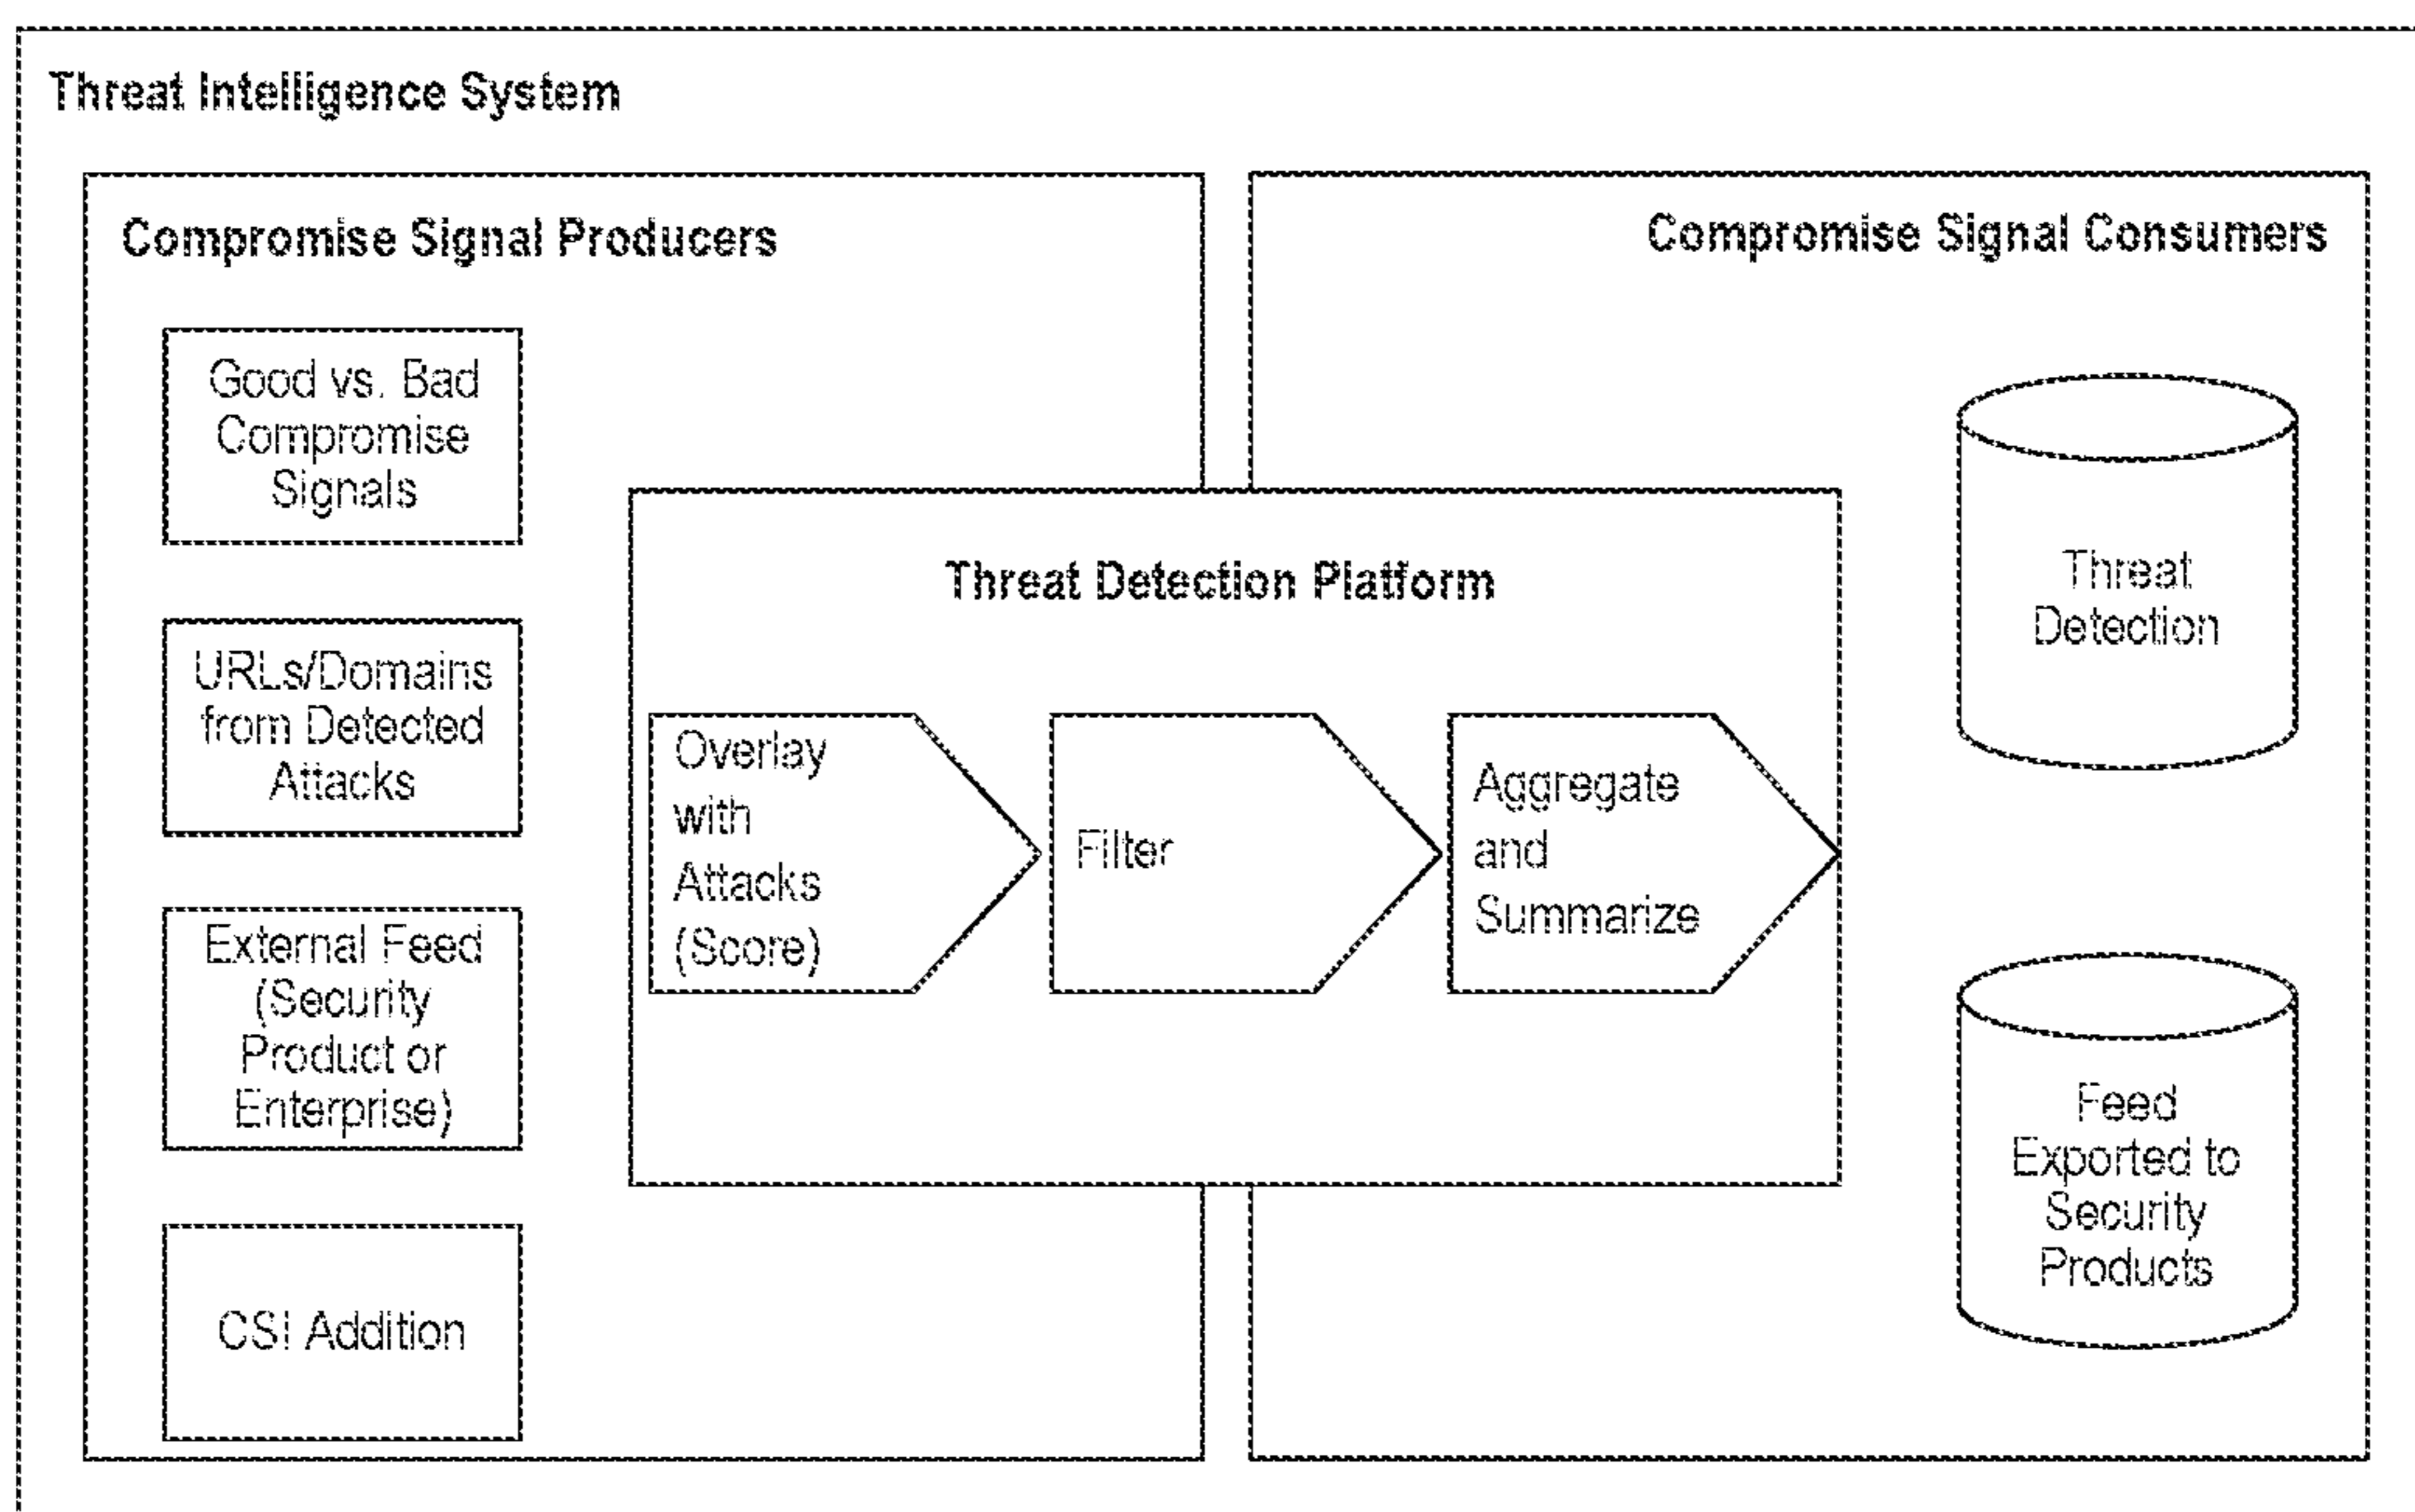 Threat Intelligence System
Compromise Signal Producers
Good vs. Bad
Compromise
Signals
URLs/Domains
from Detected
Attacks
External Feed
(Security
Product or
Enterprise)
CSI Addition
Threat Detection Platform
Overlay
with
Attacks
(Score)
Filter
Aggregate
and
Summarize
Compromise Signal Consumers
Threat
Detection
Feed
Exported to
Security
Products